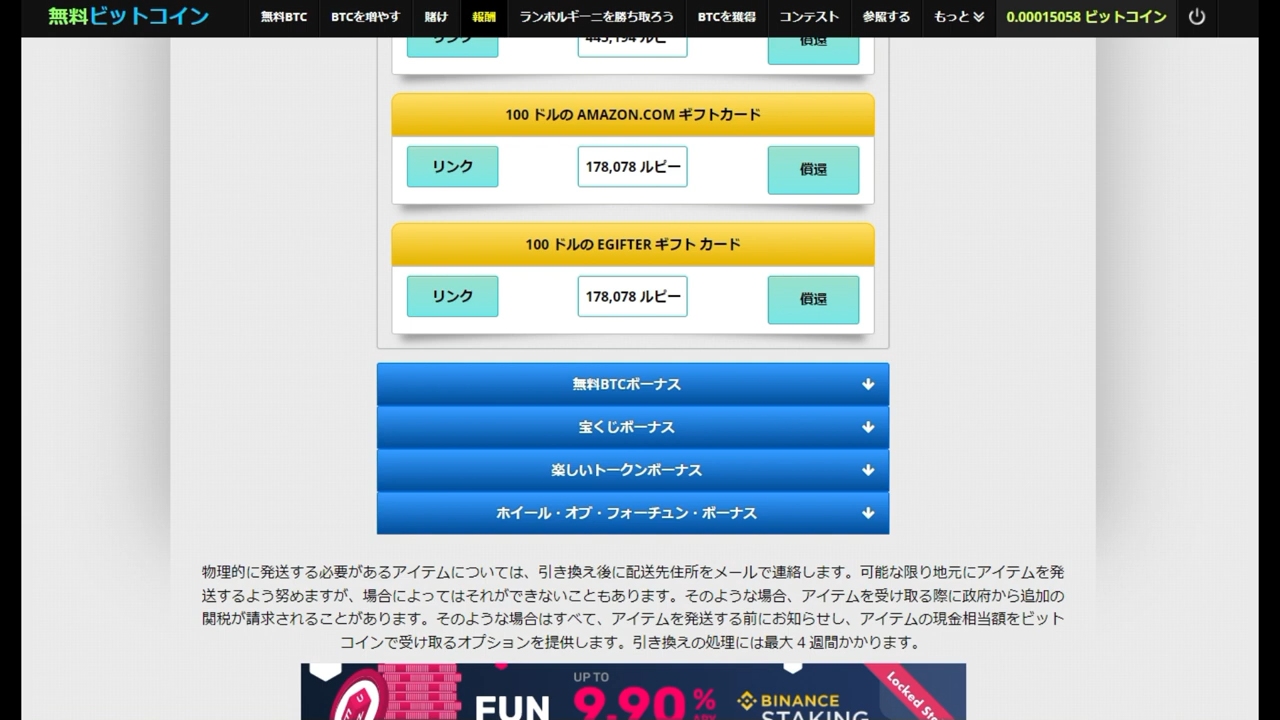 無料ビットコイン 無料BTC BTCを増やす 賭け 報酬 ランボルギーニを勝ち取ろう BTCを獲得 コンテスト 参照する もっと 0.00015058 ビットコイン
リンク 445,194 ルピー 償還
100 ドルの AMAZON.COM ギフトカード
リンク 178,078 ルピー 償還
100 ドルの EGIFTER ギフト カード
リンク 178,078 ルピー 償還
無料BTCボーナス
宝くじボーナス
楽しいトークンボーナス
ホイール・オブ・フォーチュン・ボーナス
物理的に発送する必要があるアイテムについては、引き換え後に配送先住所をメールで連絡します。可能な限り地元にアイテムを発
送するよう努めますが、場合によってはそれができないこともあります。そのような場合、アイテムを受け取る際に政府から追加の
関税が請求されることがあります。そのような場合はすべて、アイテムを発送する前にお知らせし、アイテムの現金相当額をビット
コインで受け取るオプションを提供します。引き換えの処理には最大 4 週間かかります。
UP TO
FUN 9.90 % BINANCE
STAKING
Locked